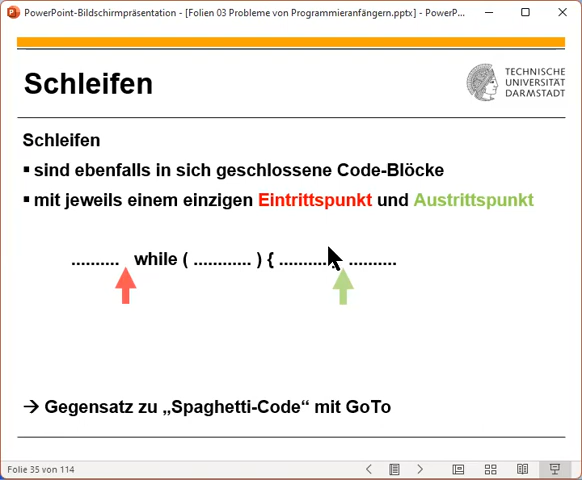 PowerPoint-Bildschirmpräsentation - [Folien 03 Probleme von Programmieranfängern.pptx] - PowerP...
Schleifen
TECHNISCHE
UNIVERSITÄT
DARMSTADT
Schleifen
▪ sind ebenfalls in sich geschlossene Code-Blöcke
▪ mit jeweils einem einzigen Eintrittspunkt und Austrittspunkt
.......... while ( ............ ) { ............ ..........
→ Gegensatz zu „Spaghetti-Code“ mit GoTo
Folie 35 von 114